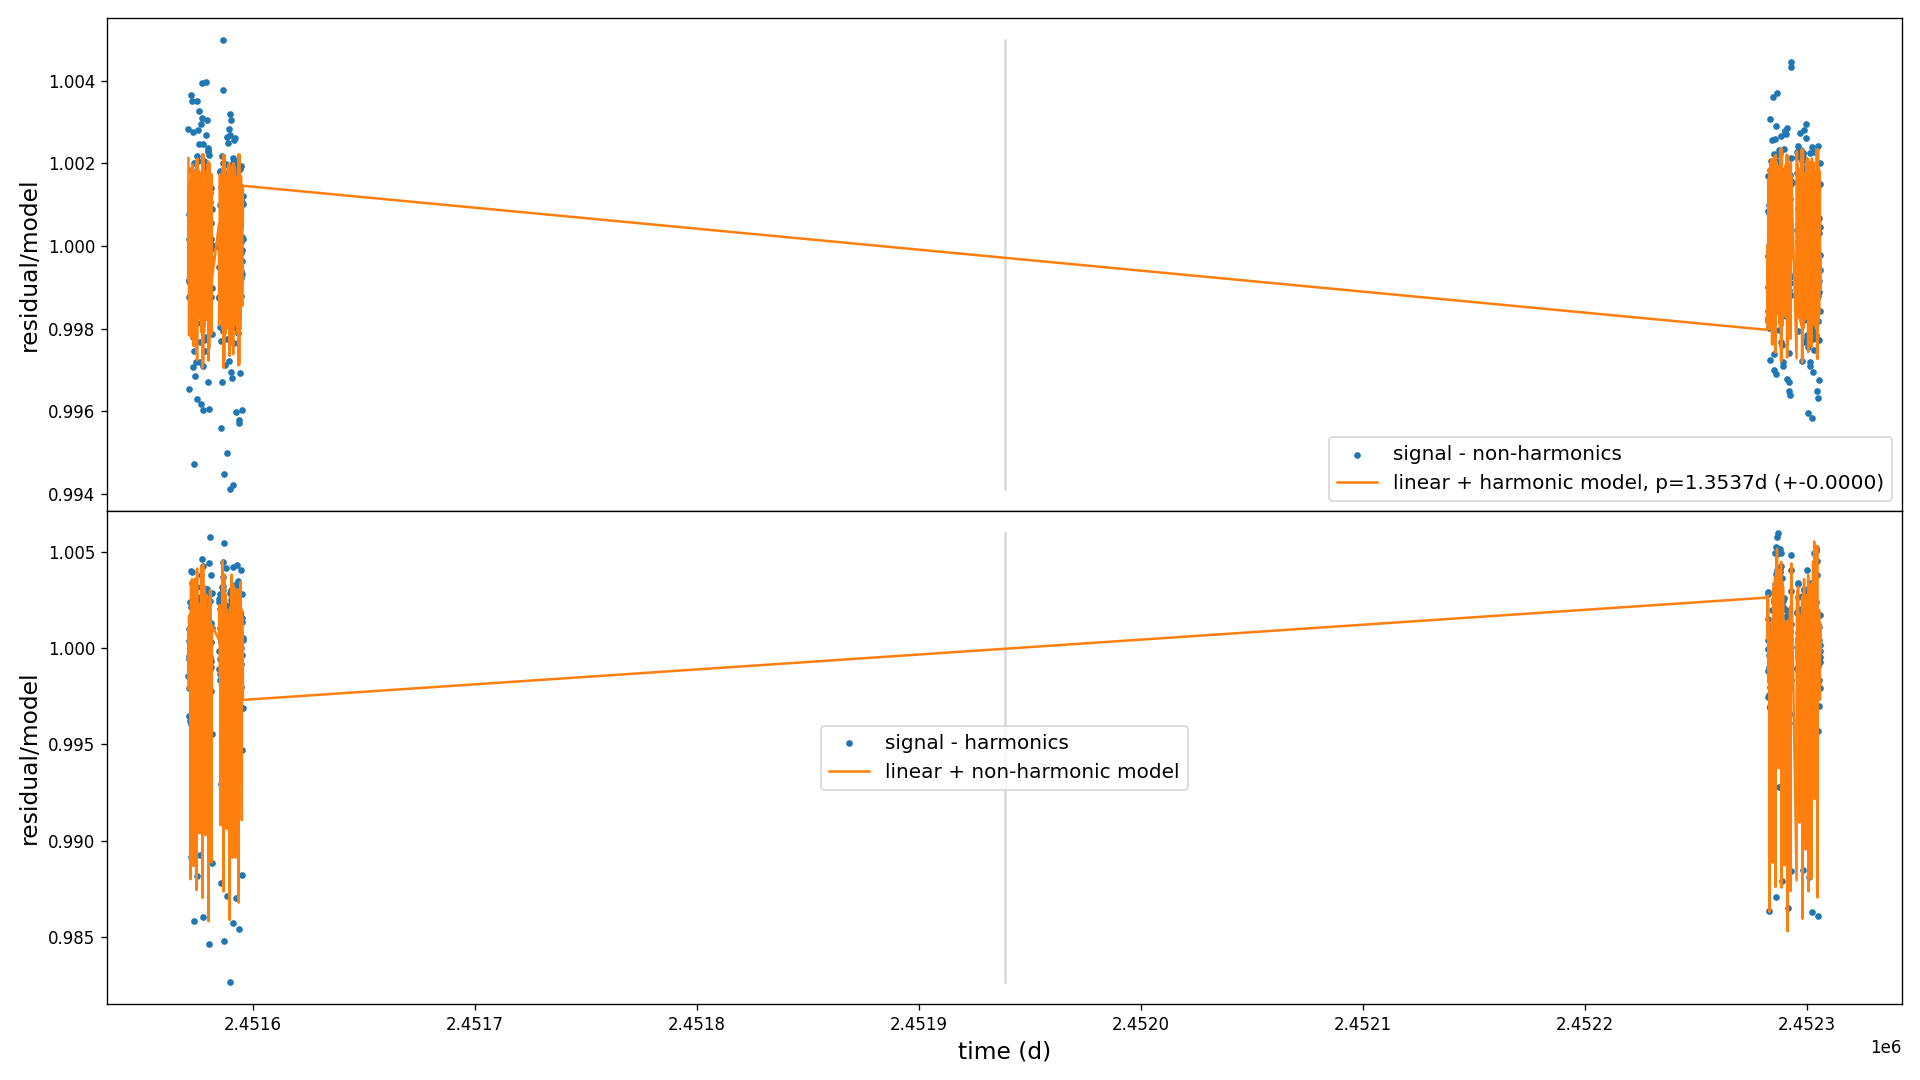 1.004
1.002
1.000
0.998
0.996
0.994
residual/model
signal - non-harmonics
linear + harmonic model, p=1.3537d (+-0.0000)
1.005
1.000
0.995
0.990
0.985
residual/model
signal - harmonics
linear + non-harmonic model
2.4516 2.4517 2.4518 2.4519 2.4520 2.4521 2.4522 2.4523
1e6
time (d)